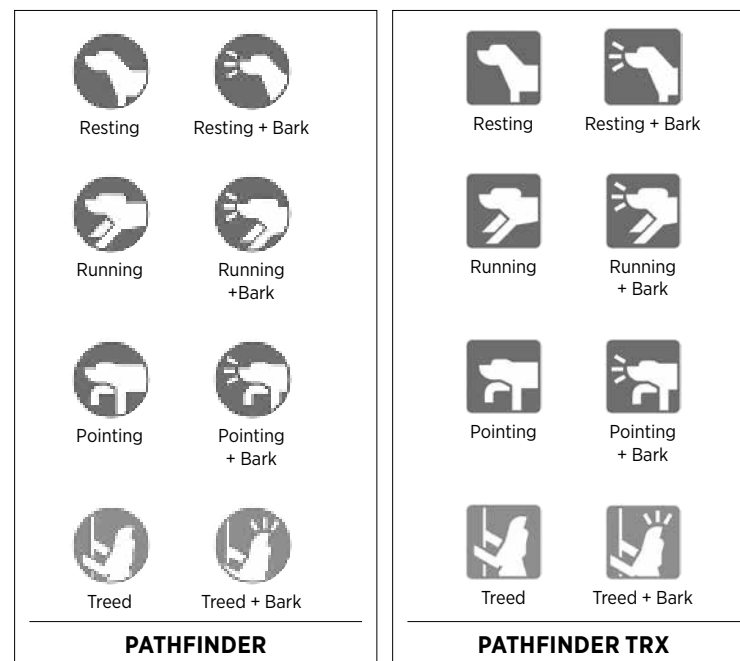 Resting
Resting + Bark
Running
Running
+Bark
Pointing
Pointing
+ Bark
Treed
Treed + Bark
PATHFINDER
Resting
Resting + Bark
Running
Running
+ Bark
Pointing
Pointing
+ Bark
Treed
Treed + Bark
PATHFINDER TRX